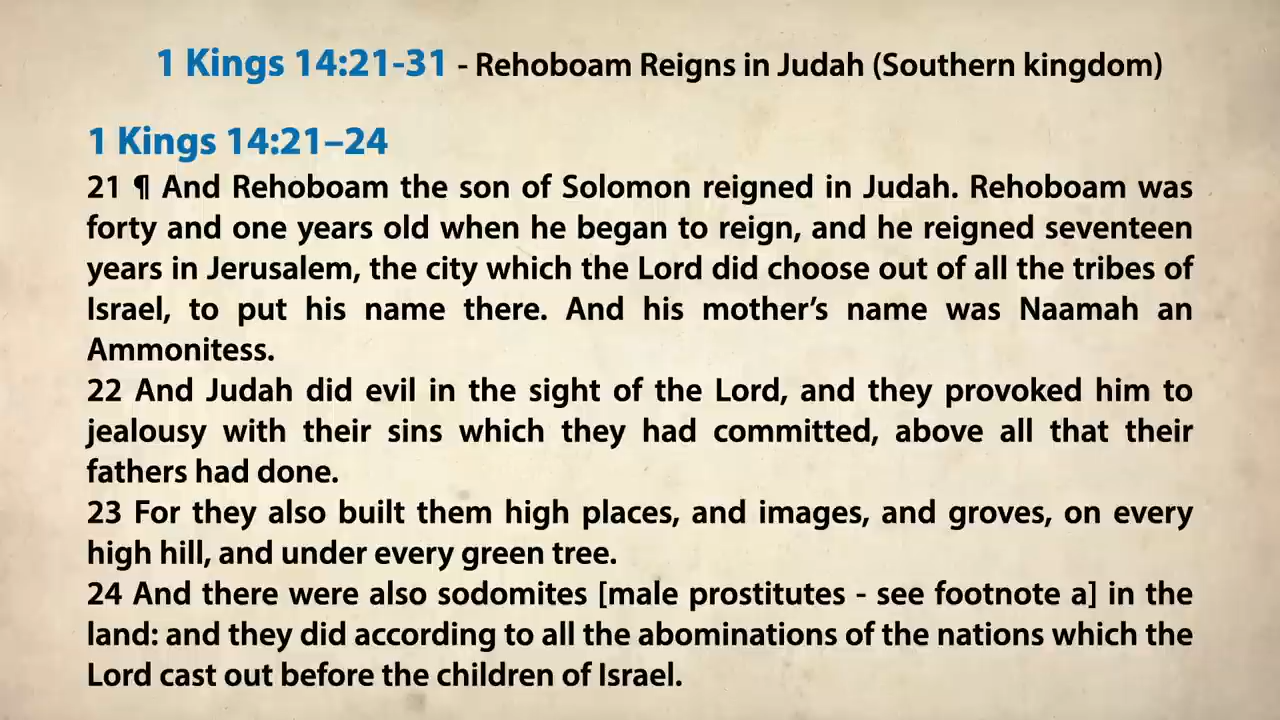 1 Kings 14:21-31 - Rehoboam Reigns in Judah (Southern kingdom)
1 Kings 14:21–24
21 ¶ And Rehoboam the son of Solomon reigned in Judah. Rehoboam was
forty and one years old when he began to reign, and he reigned seventeen
years in Jerusalem, the city which the Lord did choose out of all the tribes of
Israel, to put his name there. And his mother’s name was Naamah an
Ammonitess.
22 And Judah did evil in the sight of the Lord, and they provoked him to
jealousy with their sins which they had committed, above all that their
fathers had done.
23 For they also built them high places, and images, and groves, on every
high hill, and under every green tree.
24 And there were also sodomites [male prostitutes - see footnote a] in the
land: and they did according to all the abominations of the nations which the
Lord cast out before the children of Israel.